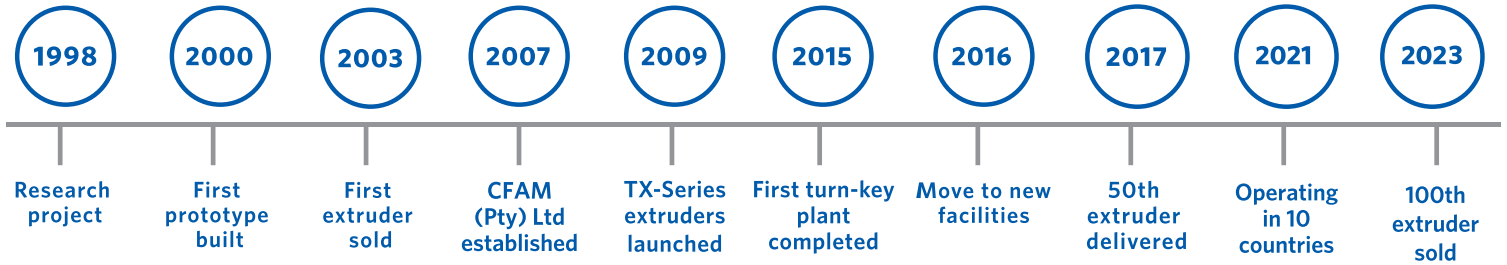 1998
Research
project
2000
First
prototype
built
2003
First
extruder
sold
2007
CFAM
(Pty) Ltd
established
2009
TX-Series
extruders
launched
2015
First turn-key
plant
completed
2016
Move to new
facilities
2017
50th
extruder
delivered
2021
Operating
in 10
countries
2023
100th
extruder
sold